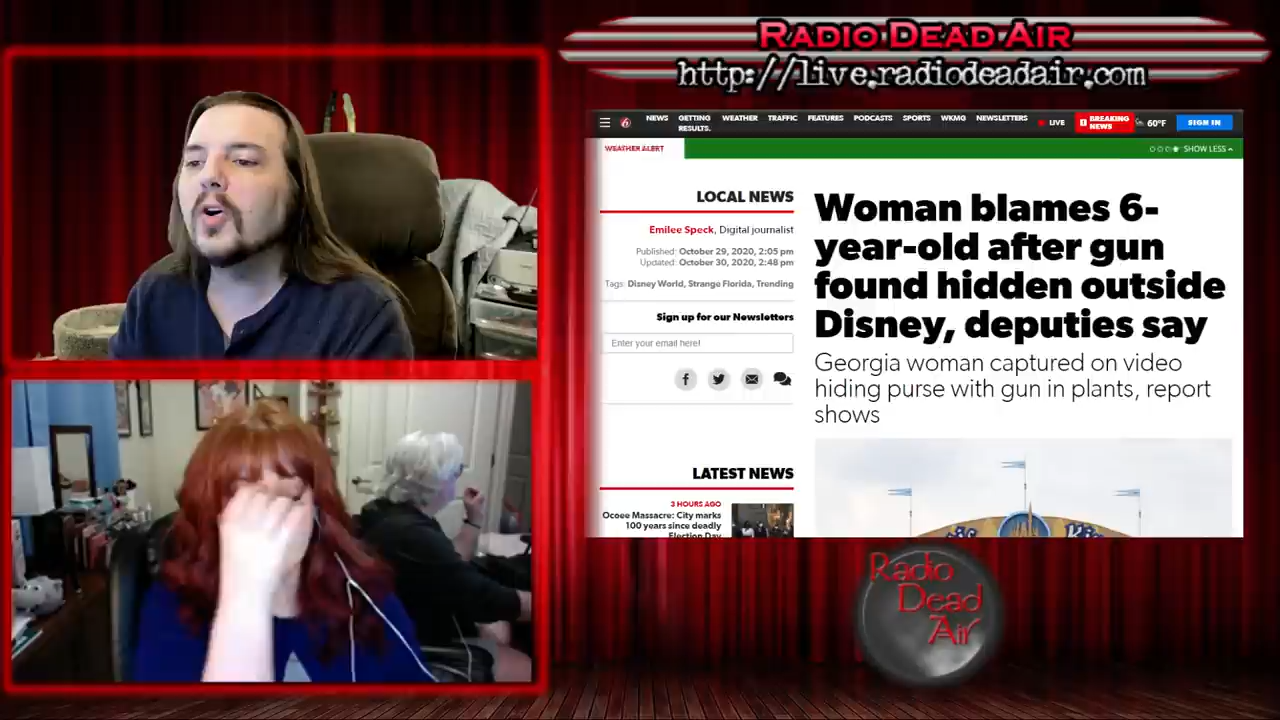 RADIO DEAD AIR
http://live.radiodeadair.com
6
NEWS
GETTING
RESULTS.
WEATHER
TRAFFIC
FEATURES
PODCASTS
SPORTS
WKMG
NEWSLETTERS
LIVE
BREAKING
NEWS
60°F
SIGN IN
WEATHER ALERT
SHOW LESS
LOCAL NEWS
Emilee Speck, Digital journalist
Published: October 29, 2020, 2:05 pm
Updated: October 30, 2020, 2:48 pm
Tags: Disney World, Strange Florida, Trending
Sign up for our Newsletters
Enter your email here!
LATEST NEWS
3 HOURS AGO
Ocoee Massacre: City marks
100 years since deadly
Election Day
Woman blames 6-
year-old after gun
found hidden outside
Disney, deputies say
Georgia woman captured on video
hiding purse with gun in plants, report
shows
Radio
Dead
Air